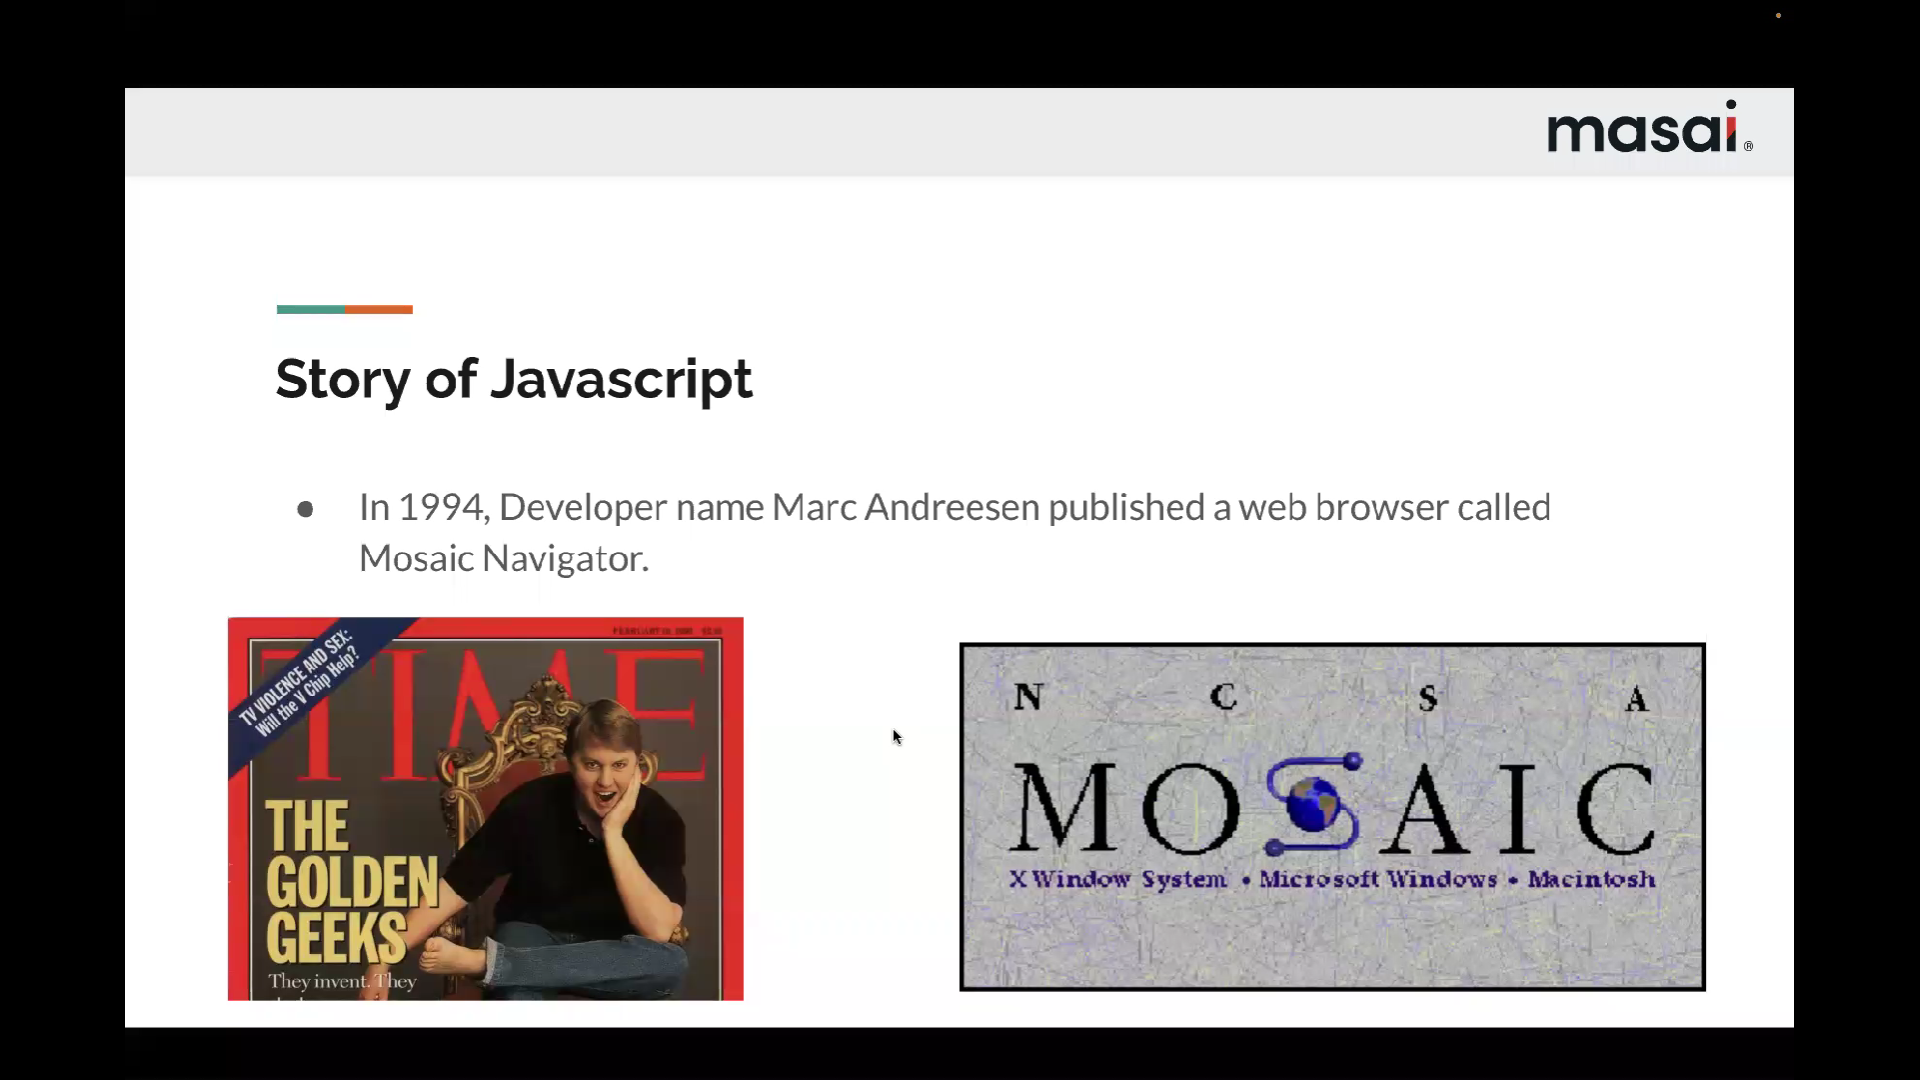 masai
®
Story of Javascript
● In 1994, Developer name Marc Andreesen published a web browser called
Mosaic Navigator.
TV VIOLENCE AND SEX:
Will the V Chip Help?
TIME
THE
GOLDEN
GEEKS
They invent. They
N C S A
MOSAIC
X Window System • Microsoft Windows • Macintosh